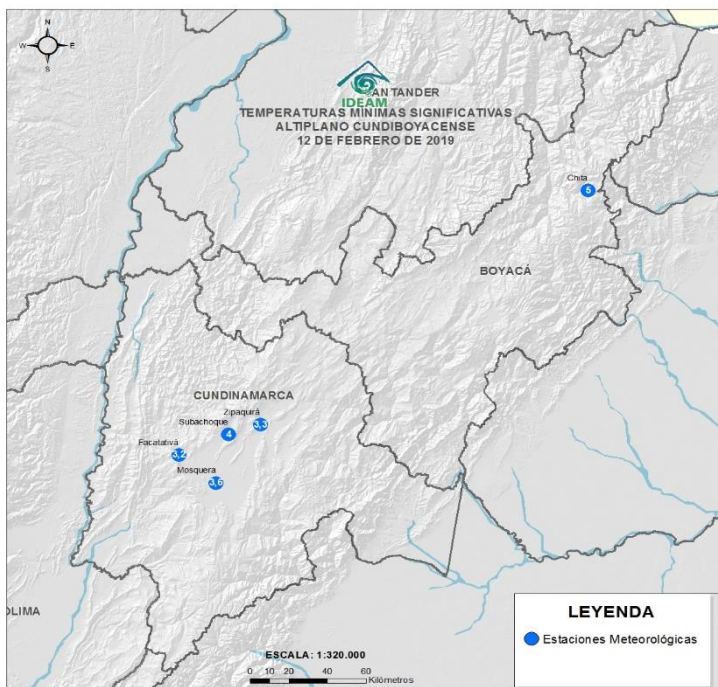 N
W E
S
SANTANDER
IDEAM
TEMPERATURAS MÍNIMAS SIGNIFICATIVAS
ALTIPLANO CUNDIBOYACENSE
12 DE FEBRERO DE 2019
Chita
5
BOYACÁ
CUNDINAMARCA
Zipaquirá
3,3
Subachoque
4
Facatativá
3,2
Mosquera
3,6
OLIMA
LEYENDA
Estaciones Meteorológicas
ESCALA: 1:320.000
0 10 20 40 60
Kilómetros